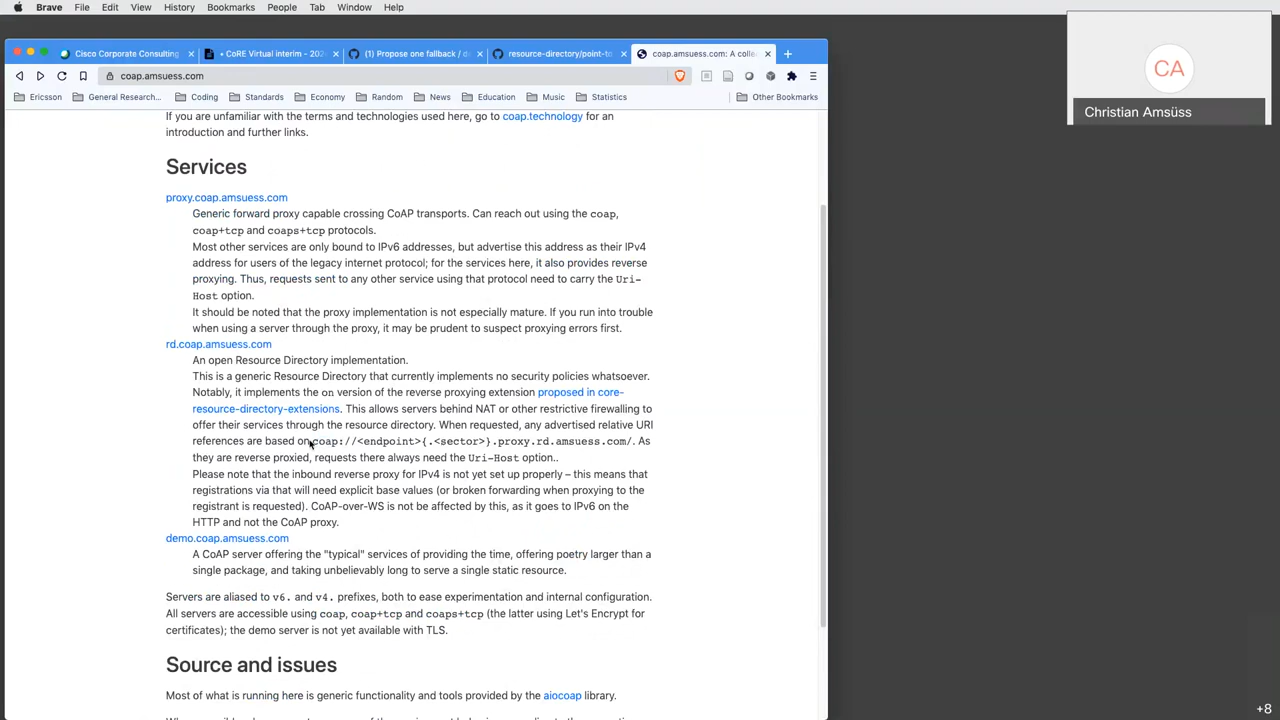 Brave File Edit View History Bookmarks People Tab Window Help
Cisco Corporate Consulting
• CoRE Virtual interim - 202
(1) Propose one fallback / d
resource-directory/point-to
coap.amsuess.com: A colle
coap.amsuess.com
Ericsson General Research... Coding Standards Economy Random News Education Music Statistics Other Bookmarks
If you are unfamiliar with the terms and technologies used here, go to coap.technology for an
introduction and further links.
Services
proxy.coap.amsuess.com
Generic forward proxy capable crossing CoAP transports. Can reach out using the coap,
coap+tcp and coaps+tcp protocols.
Most other services are only bound to IPv6 addresses, but advertise this address as their IPv4
address for users of the legacy internet protocol; for the services here, it also provides reverse
proxying. Thus, requests sent to any other service using that protocol need to carry the Uri-
Host option.
It should be noted that the proxy implementation is not especially mature. If you run into trouble
when using a server through the proxy, it may be prudent to suspect proxying errors first.
rd.coap.amsuess.com
An open Resource Directory implementation.
This is a generic Resource Directory that currently implements no security policies whatsoever.
Notably, it implements the on version of the reverse proxying extension proposed in core-
resource-directory-extensions. This allows servers behind NAT or other restrictive firewalling to
offer their services through the resource directory. When requested, any advertised relative URI
references are based on coap://<endpoint>{.<sector>}.proxy.rd.amsuess.com/. As
they are reverse proxied, requests there always need the Uri-Host option..
Please note that the inbound reverse proxy for IPv4 is not yet set up properly – this means that
registrations via that will need explicit base values (or broken forwarding when proxying to the
registrant is requested). CoAP-over-WS is not be affected by this, as it goes to IPv6 on the
HTTP and not the CoAP proxy.
demo.coap.amsuess.com
A CoAP server offering the "typical" services of providing the time, offering poetry larger than a
single package, and taking unbelievably long to serve a single static resource.
Servers are aliased to v6. and v4. prefixes, both to ease experimentation and internal configuration.
All servers are accessible using coap, coap+tcp and coaps+tcp (the latter using Let's Encrypt for
certificates); the demo server is not yet available with TLS.
Source and issues
Most of what is running here is generic functionality and tools provided by the aiocoap library.
CA
Christian Amsüss
+8